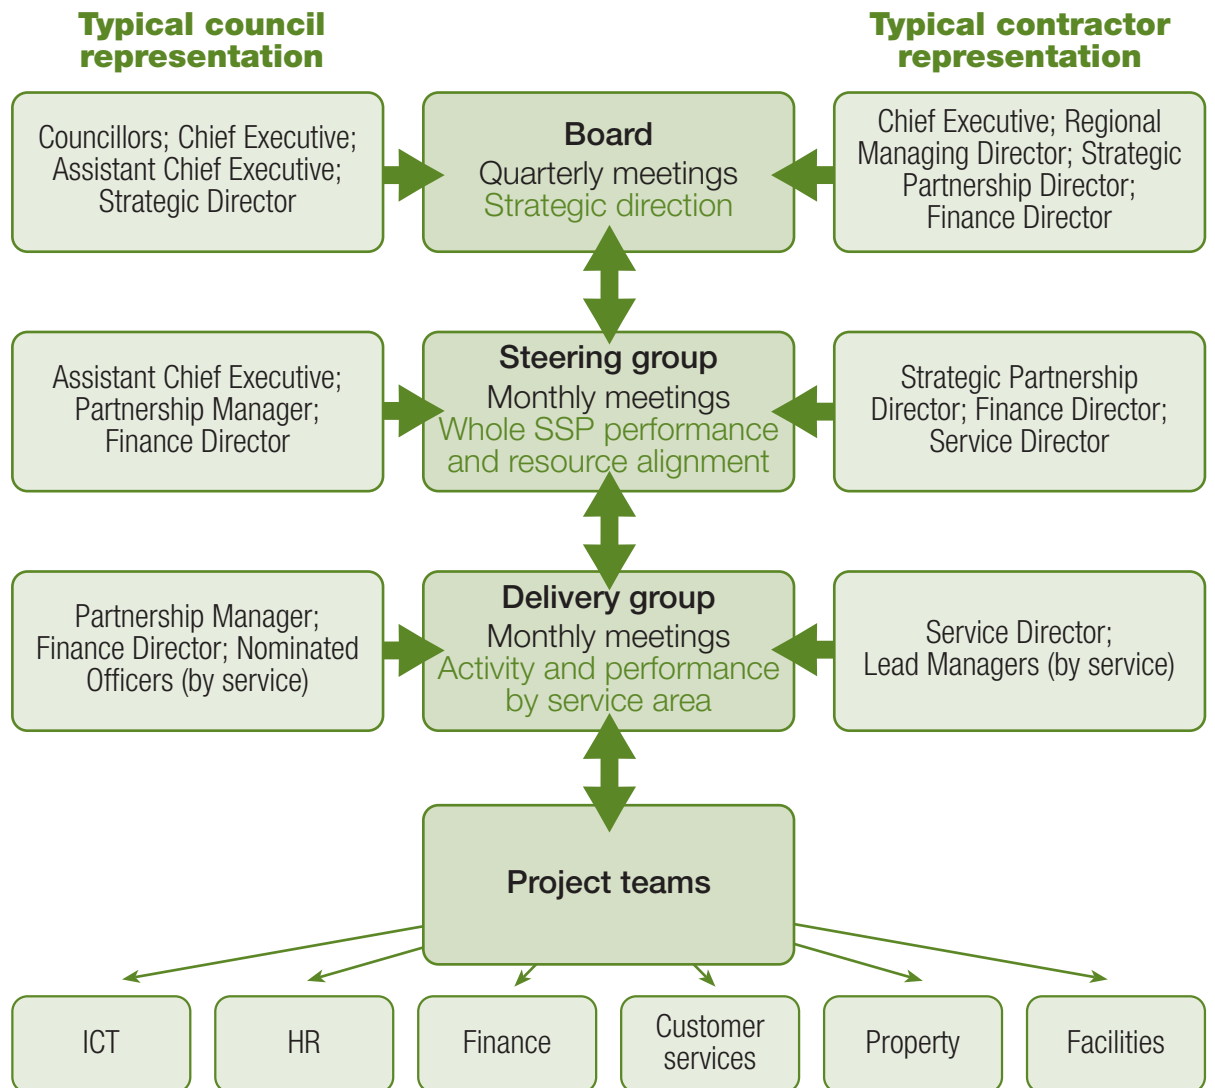 Typical council
representation
Typical contractor
representation
Councillors; Chief Executive;
Assistant Chief Executive;
Strategic Director
Board
Quarterly meetings
Strategic direction
Chief Executive; Regional
Managing Director; Strategic
Partnership Director;
Finance Director
Assistant Chief Executive;
Partnership Manager;
Finance Director
Steering group
Monthly meetings
Whole SSP performance
and resource alignment
Strategic Partnership
Director; Finance Director;
Service Director
Partnership Manager;
Finance Director; Nominated
Officers (by service)
Delivery group
Monthly meetings
Activity and performance
by service area
Service Director;
Lead Managers (by service)
Project teams
ICT
HR
Finance
Customer
services
Property
Facilities